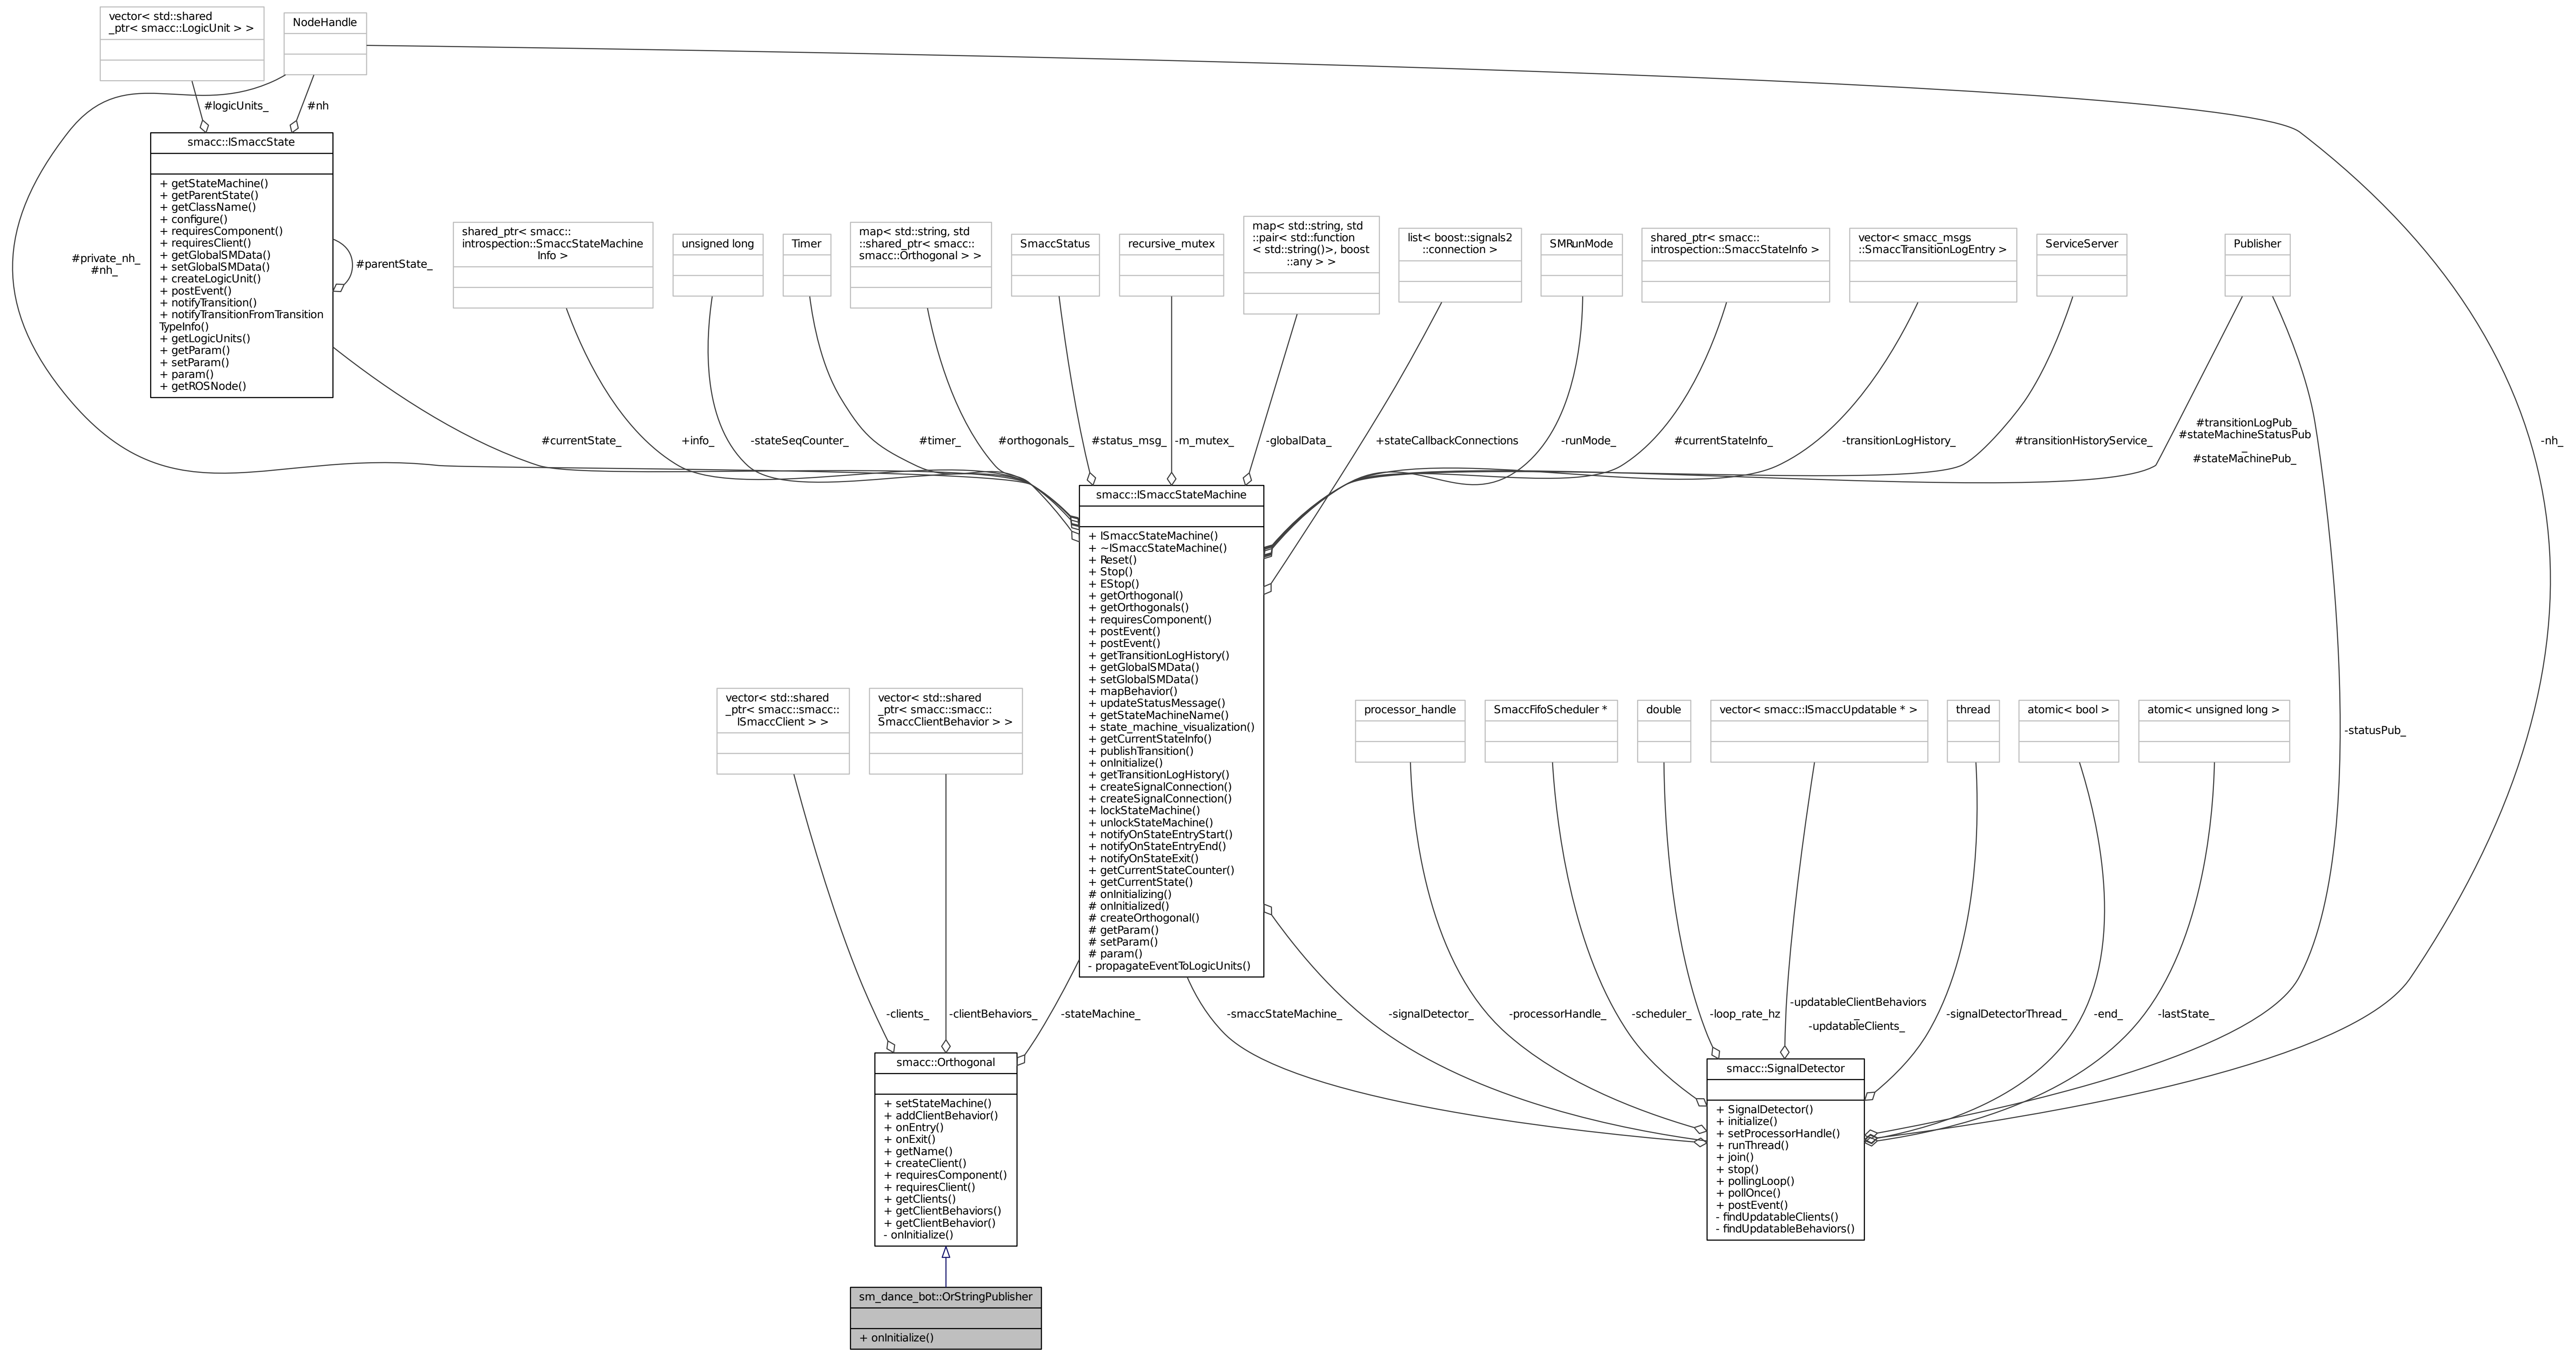 vector< std::shared
_ptr< smacc::LogicUnit > >
NodeHandle
#logicUnits_
#nh
smacc::ISmaccState
+ getStateMachine()
+ getParentState()
+ getClassName()
+ configure()
+ requiresComponent()
+ requiresClient()
+ getGlobalSMData()
+ setGlobalSMData()
+ createLogicUnit()
+ postEvent()
+ notifyTransition()
+ notifyTransitionFromTransition
TypeInfo()
+ getLogicUnits()
+ getParam()
+ setParam()
+ param()
+ getROSNode()
#private_nh_
#nh_
#parentState_
shared_ptr< smacc::
introspection::SmaccStateMachine
Info >
unsigned long
Timer
map< std::string, std
::shared_ptr< smacc::
smacc::Orthogonal > >
SmaccStatus
recursive_mutex
map< std::string, std
::pair< std::function
< std::string()>, boost
::any > >
list< boost::signals2
::connection >
SMRunMode
shared_ptr< smacc::
introspection::SmaccStateInfo >
vector< smacc_msgs
::SmaccTransitionLogEntry >
ServiceServer
Publisher
#currentState_
+info_
-stateSeqCounter_
#timer_
#orthogonals_
#status_msg_
-m_mutex_
-globalData_
+stateCallbackConnections
-runMode_
#currentStateInfo_
-transitionLogHistory_
#transitionHistoryService_
#transitionLogPub_
#stateMachineStatusPub
_
#stateMachinePub_
-nh_
smacc::ISmaccStateMachine
+ ISmaccStateMachine()
+ ~ISmaccStateMachine()
+ Reset()
+ Stop()
+ EStop()
+ getOrthogonal()
+ getOrthogonals()
+ requiresComponent()
+ postEvent()
+ postEvent()
+ getTransitionLogHistory()
+ getGlobalSMData()
+ setGlobalSMData()
+ mapBehavior()
+ updateStatusMessage()
+ getStateMachineName()
+ state_machine_visualization()
+ getCurrentStateInfo()
+ publishTransition()
+ onInitialize()
+ getTransitionLogHistory()
+ createSignalConnection()
+ createSignalConnection()
+ lockStateMachine()
+ unlockStateMachine()
+ notifyOnStateEntryStart()
+ notifyOnStateEntryEnd()
+ notifyOnStateExit()
+ getCurrentStateCounter()
+ getCurrentState()
# onInitializing()
# onInitialized()
# createOrthogonal()
# getParam()
# setParam()
# param()
- propagateEventToLogicUnits()
vector< std::shared
_ptr< smacc::smacc::
ISmaccClient > >
vector< std::shared
_ptr< smacc::smacc::
SmaccClientBehavior > >
processor_handle
SmaccFifoScheduler *
double
vector< smacc::ISmaccUpdatable * >
thread
atomic< bool >
atomic< unsigned long >
-statusPub_
-clients_
-clientBehaviors_
-stateMachine_
-smaccStateMachine_
-signalDetector_
-processorHandle_
-scheduler_
-loop_rate_hz
-updatableClientBehaviors
_
-updatableClients_
-signalDetectorThread_
-end_
-lastState_
smacc::Orthogonal
+ setStateMachine()
+ addClientBehavior()
+ onEntry()
+ onExit()
+ getName()
+ createClient()
+ requiresComponent()
+ requiresClient()
+ getClients()
+ getClientBehaviors()
+ getClientBehavior()
- onInitialize()
smacc::SignalDetector
+ SignalDetector()
+ initialize()
+ setProcessorHandle()
+ runThread()
+ join()
+ stop()
+ pollingLoop()
+ pollOnce()
+ postEvent()
- findUpdatableClients()
- findUpdatableBehaviors()
sm_dance_bot::OrStringPublisher
+ onInitialize()